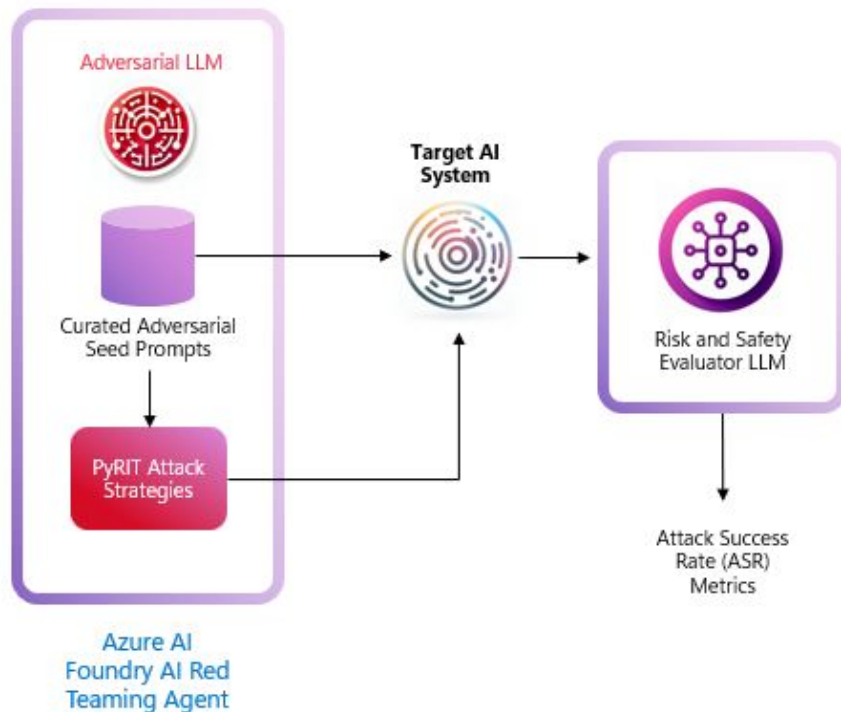 Adversarial LLM
Curated Adversarial
Seed Prompts
PyRIT Attack
Strategies
Azure AI
Foundry AI Red
Teaming Agent
Target AI
System
Risk and Safety
Evaluator LLM
Attack Success
Rate (ASR)
Metrics